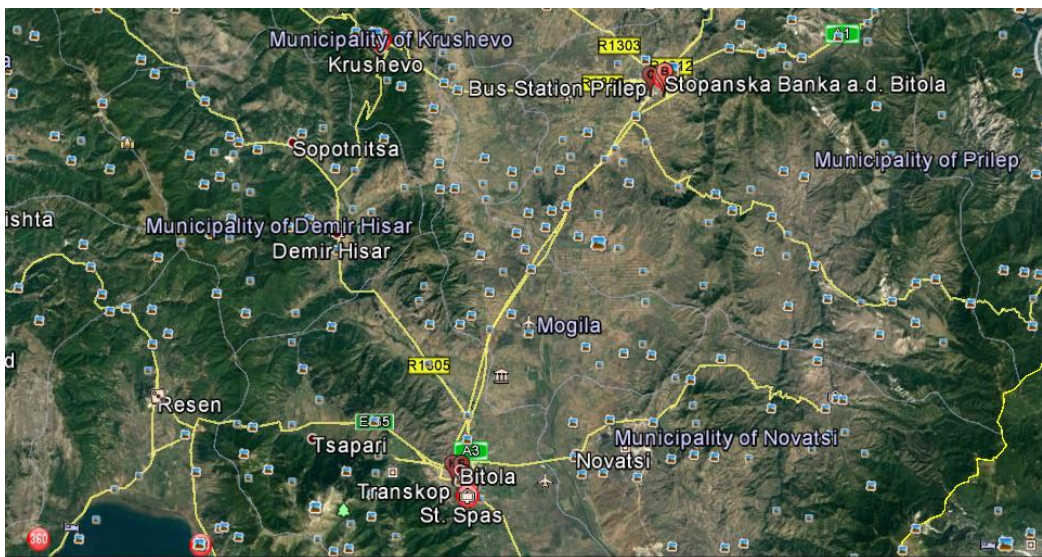 R1303
A1
Municipality of Krushevo
Krushevo
Bus Station Prilep
Stopanska Banka a.d. Bitola
Sopotnitsa
Municipality of Prilep
ishta
Municipality of Demir Hisar
Demir Hisar
Mogila
d
R1305
Resen
Tsapari
A3
Municipality of Novatsi
Novatsi
Bitola
Transkop
St. Spas
360